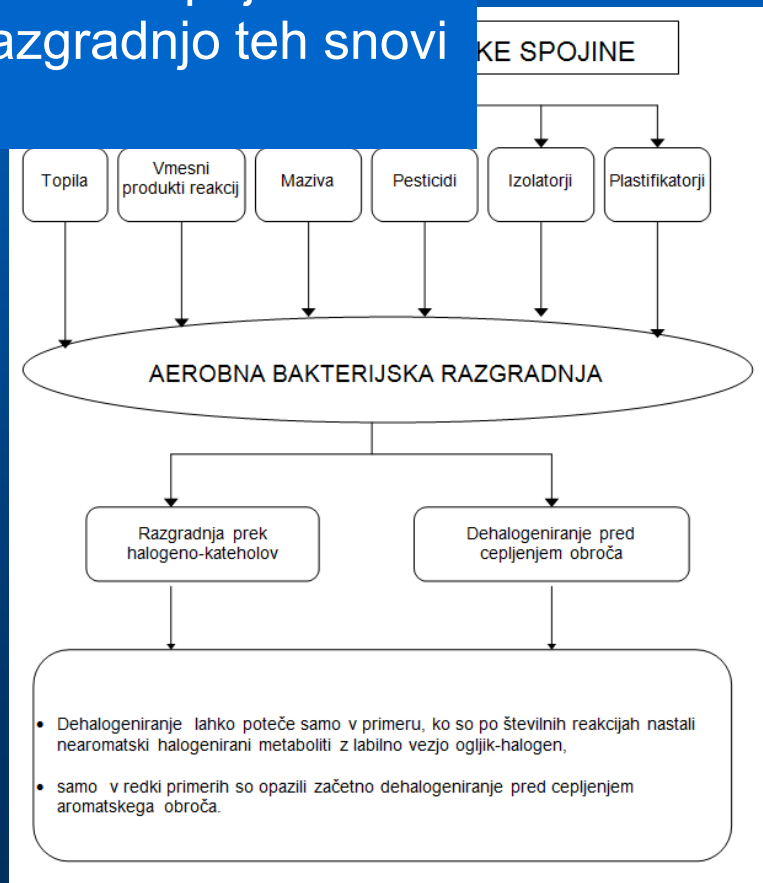 azgradnjo teh snovi
KE SPOJINE
Topila
Vmesni
produkti reakcij
Maziva
Pesticidi
Izolatorji
Plastifikatorji
AEROBNA BAKTERIJSKA RAZGRADNJA
Razgradnja prek
halogeno-kateholov
Dehalogeniranje pred
cepljenjem obroča
• Dehalogeniranje lahko poteče samo v primeru, ko so po številnih reakcijah nastali
nearomatski halogenirani metaboliti z labilno vezjo ogljik-halogen,
• samo v redki primerih so opazili začetno dehalogeniranje pred cepljenjem
aromatskega obroča.